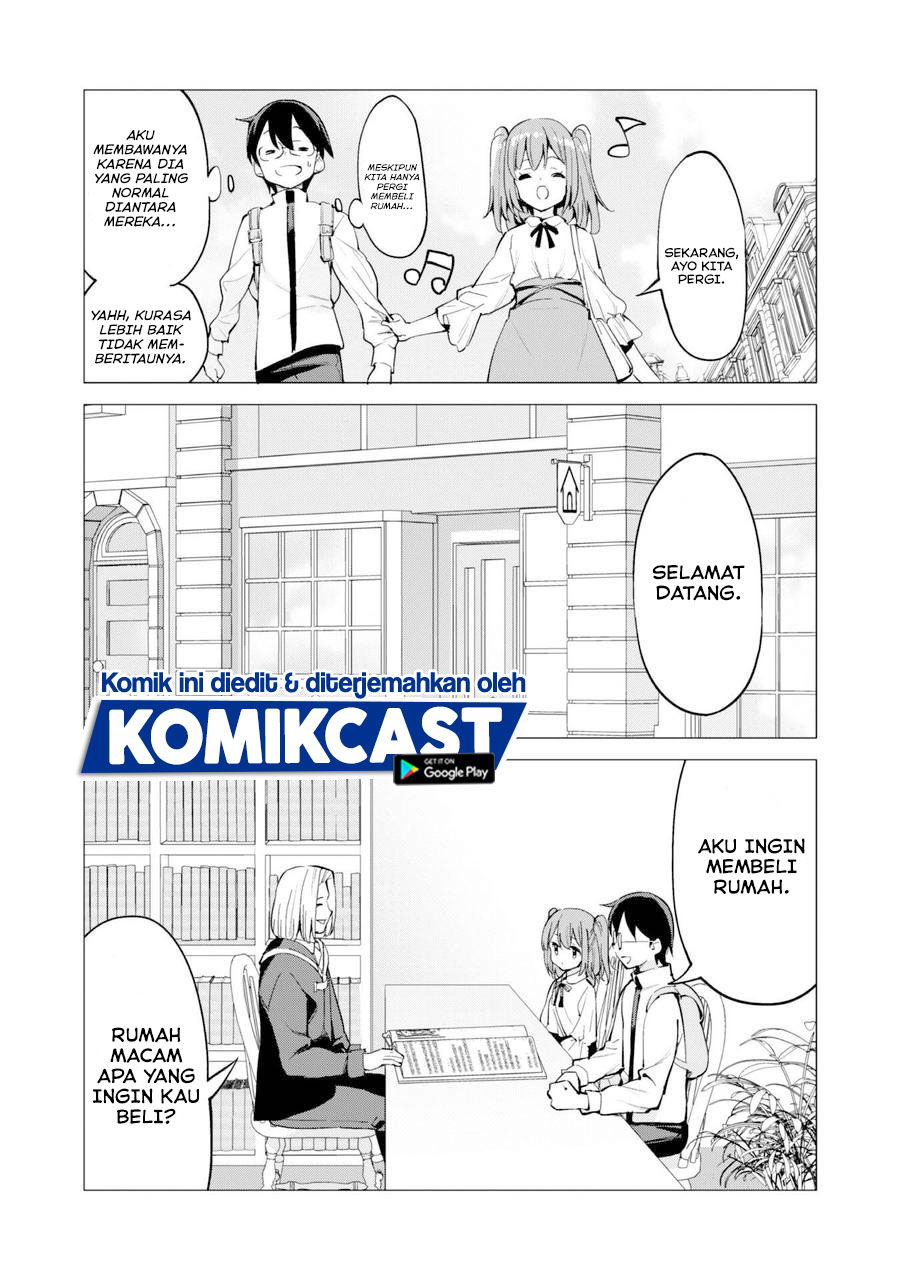 SEKARANG,
AYO KITA
PERGI.
MESKIPUN
KITA HANYA
PERGI
MEMBELI
RUMAH...
AKU
MEMBAWANYA
KARENA DIA
YANG PALING
NORMAL
DIANTARA
MEREKA...
YAHH, KURASA
LEBIH BAIK
TIDAK MEM-
BERITAUNYA.
SELAMAT
DATANG.
Komik ini diedit & diterjemahkan oleh
KOMIKCAST
GET IT ON
Google Play
AKU INGIN
MEMBELI
RUMAH.
RUMAH
MACAM
APA YANG
INGIN KAU
BELI?